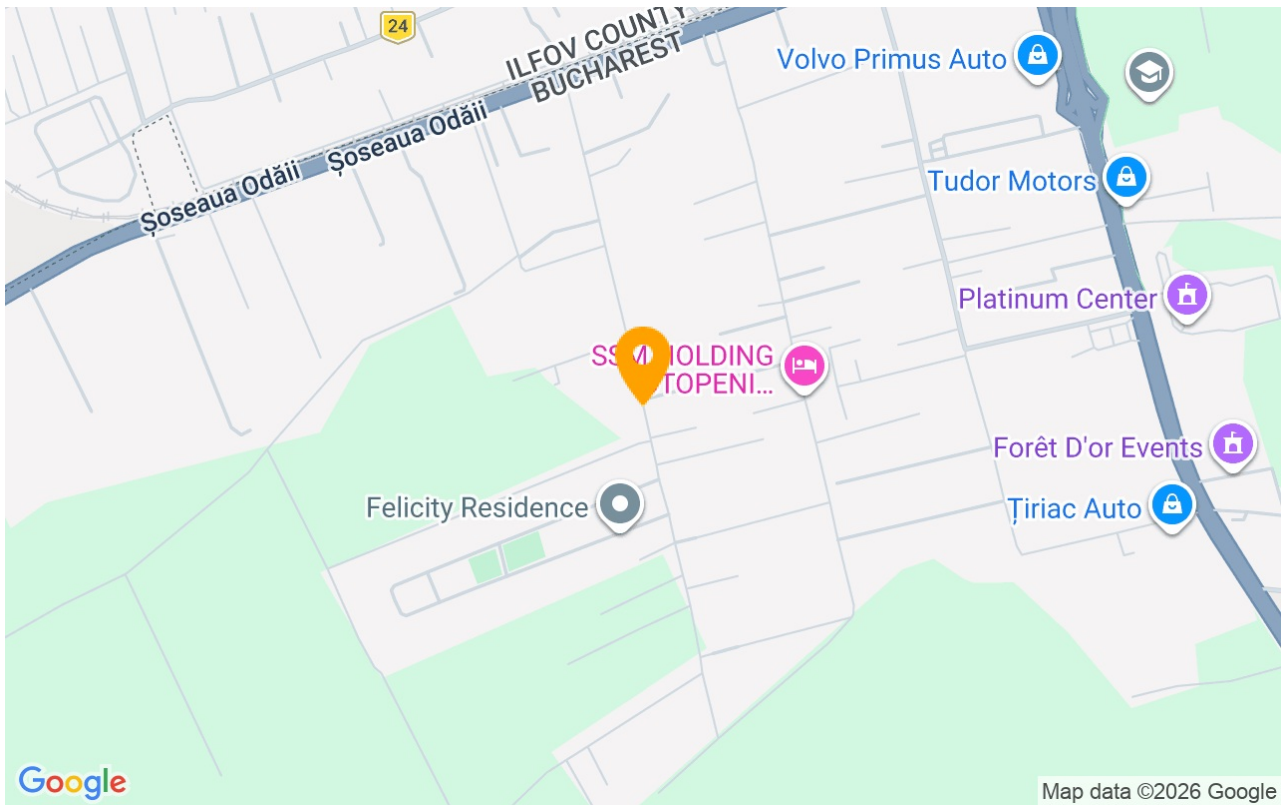 24
ILFOV COUNTY
BUCHAREST
Volvo Primus Auto
Șoseaua Odăii
Șoseaua Odăii
Tudor Motors
Platinum Center
HOLDING
TOPENI...
Forêt D'or Events
Felicity Residence
Țiriac Auto
Google
Map data ©2026 Google